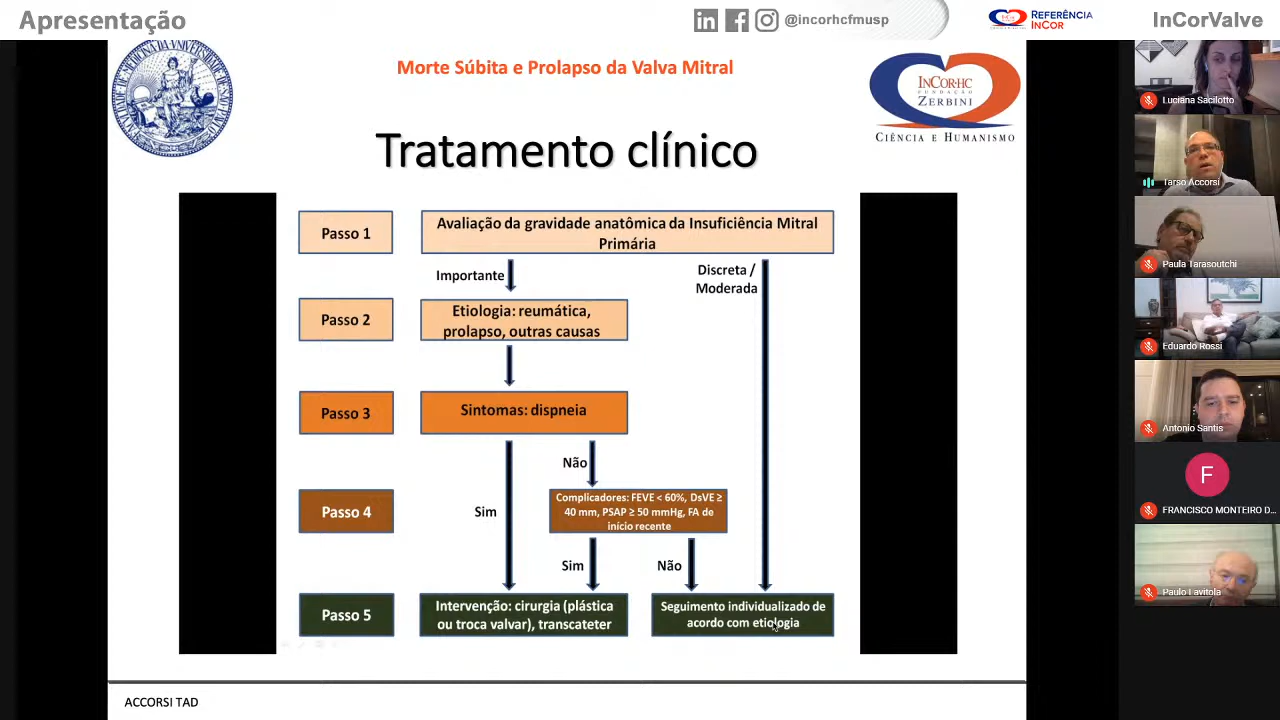 Apresentação
@incorhcfmusp
REFERÊNCIA
INCOR
InCorValve
Morte Súbita e Prolapso da Valva Mitral
INCOR·HC
FUNDAÇÃO
ZERBINI
CIÊNCIA E HUMANISMO
Tratamento clínico
Passo 1
Avaliação da gravidade anatômica da Insuficiência Mitral
Primária
Importante
Discreta /
Moderada
Passo 2
Etiologia: reumática,
prolapso, outras causas
Passo 3
Sintomas: dispneia
Não
Passo 4
Complicadores: FEVE < 60%, DsVE ≥
40 mm, PSAP ≥ 50 mmHg, FA de
início recente
Sim
Sim
Não
Passo 5
Intervenção: cirurgia (plástica
ou troca valvar), transcateter
Seguimento individualizado de
acordo com etiologia
ACCORSI TAD
Luciana Sacilotto
Tarso Accorsi
Paula Tarasoutchi
Eduardo Rossi
Antonio Santis
F
FRANCISCO MONTEIRO D...
Paulo Lavitola